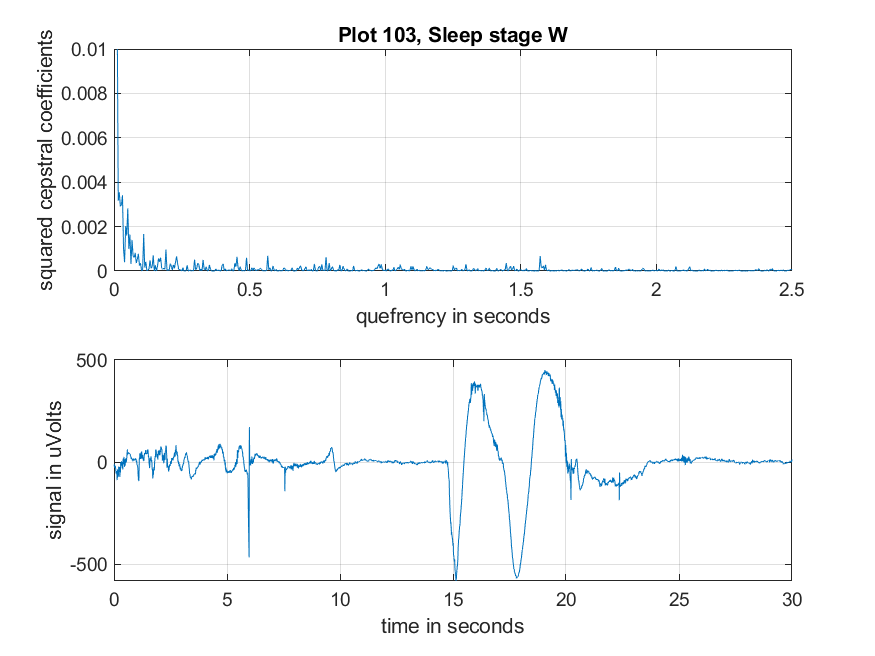 Plot 103, Sleep stage W
squared cepstral coefficients
0.01
0.008
0.006
0.004
0.002
0
0 0.5 1 1.5 2 2.5
quefrency in seconds
signal in uVolts
500
0
-500
0 5 10 15 20 25 30
time in seconds